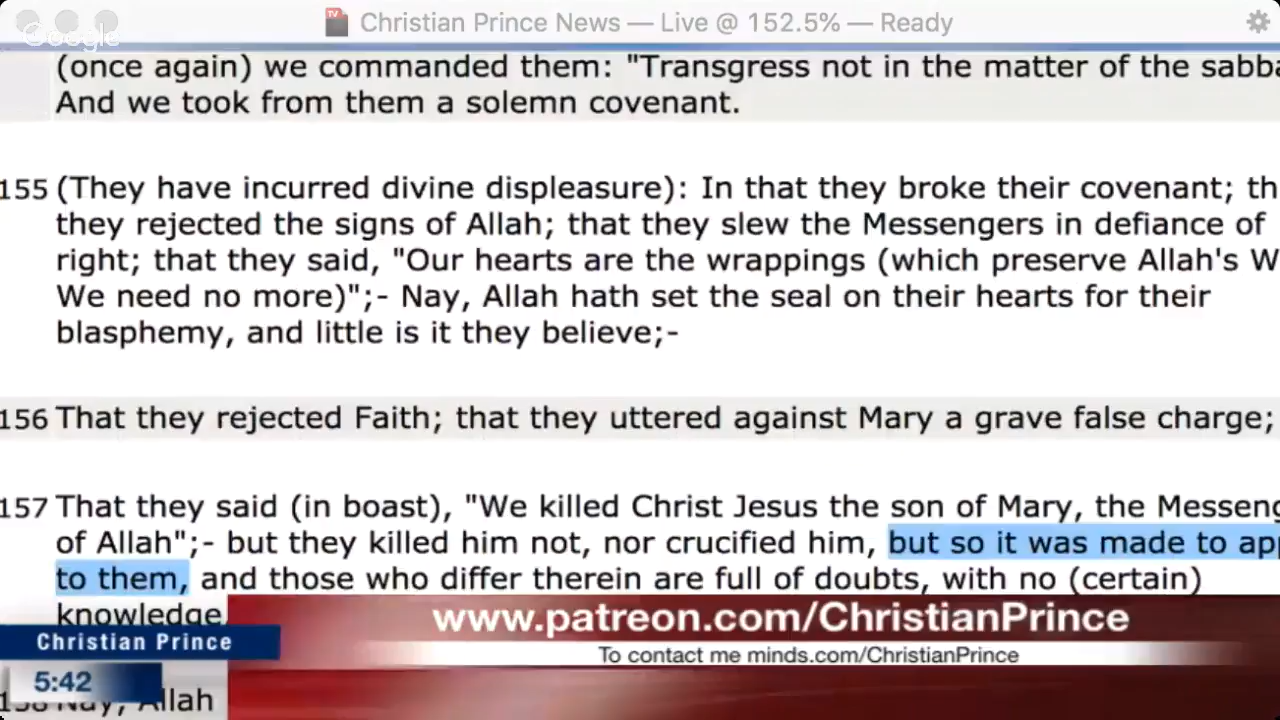 Christian Prince News — Live @ 152.5% — Ready
Google
(once again) we commanded them: "Transgress not in the matter of the sabba
And we took from them a solemn covenant.
155 (They have incurred divine displeasure): In that they broke their covenant; th
they rejected the signs of Allah; that they slew the Messengers in defiance of
right; that they said, "Our hearts are the wrappings (which preserve Allah's W
We need no more)";- Nay, Allah hath set the seal on their hearts for their
blasphemy, and little is it they believe;-
156 That they rejected Faith; that they uttered against Mary a grave false charge;
157 That they said (in boast), "We killed Christ Jesus the son of Mary, the Messeng
of Allah";- but they killed him not, nor crucified him, but so it was made to app
to them, and those who differ therein are full of doubts, with no (certain)
knowledge,
www.patreon.com/ChristianPrince
Christian Prince
To contact me minds.com/ChristianPrince
5:42
158 Nay, Allah